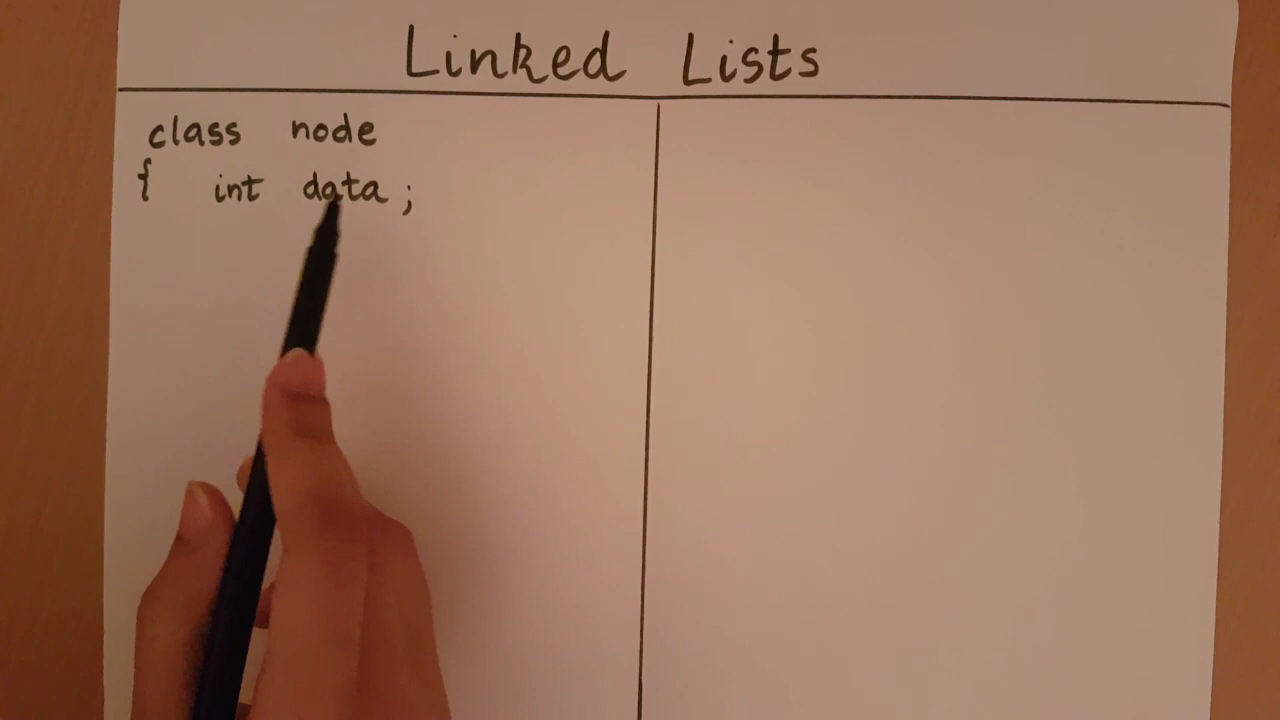 Linked Lists
class node
{ int data ;